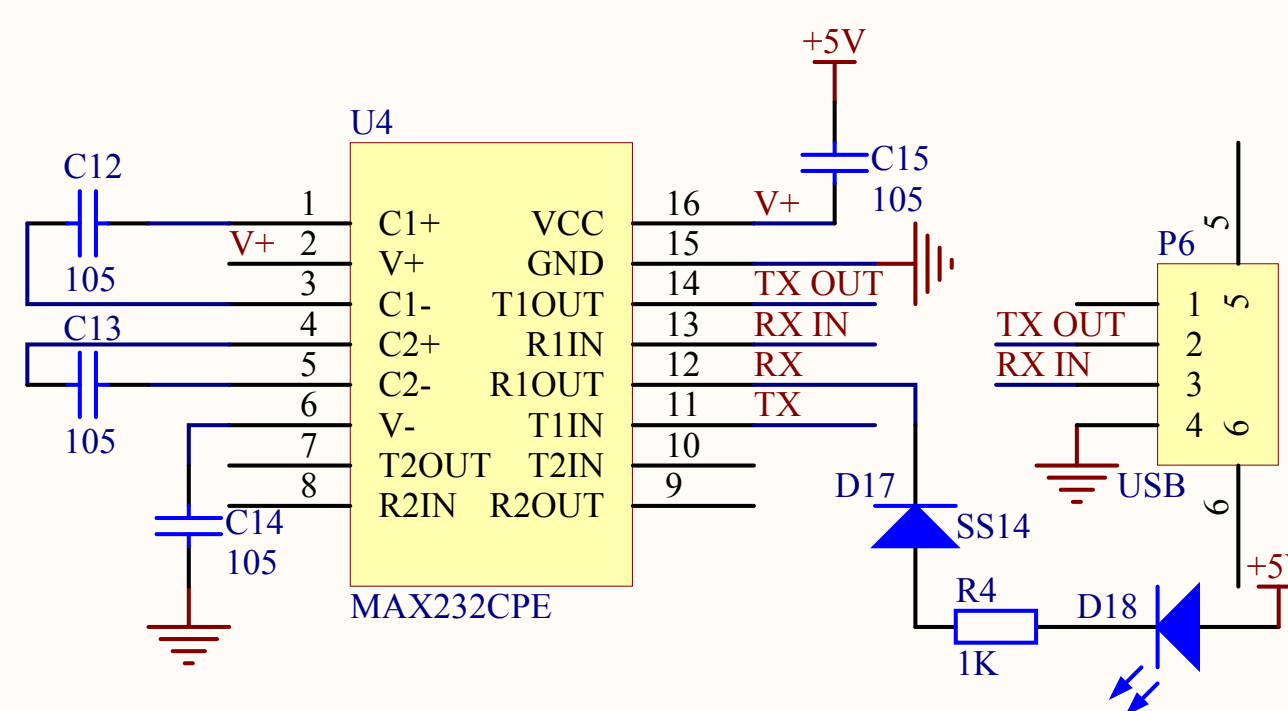 +5V
U4
C12
C15
105
1
C1+
VCC
16
V+
V+
2
V+
GND
15
105
3
C1-
T1OUT
14
TX OUT
C13
4
C2+
R1IN
13
RX IN
5
C2-
R1OUT
12
RX
105
6
V-
T1IN
11
TX
7
T2OUT
T2IN
10
8
R2IN
R2OUT
9
C14
105
MAX232CPE
D17
SS14
R4
1K
D18
+5V
P6
5
1
5
TX OUT
2
RX IN
3
4
6
USB
6